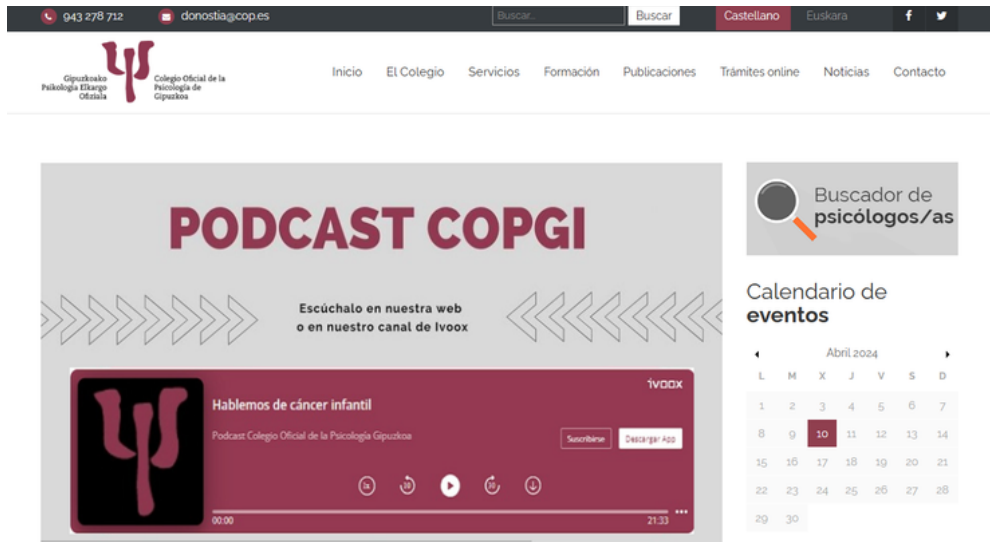 943 278 712 donostia@cop.es Buscar... Buscar Castellano Euskara
Gipuzkoako
Psikologia Elkargo
Ofiziala
Colegio Oficial de la
Psicología de
Gipuzkoa
Inicio El Colegio Servicios Formación Publicaciones Trámites online Noticias Contacto
PODCAST COPGI
Escúchalo en nuestra web
o en nuestro canal de Ivoox
ivoox
Hablemos de cáncer infantil
Podcast Colegio Oficial de la Psicología Gipuzkoa
Suscribirse Descargar App
1x 10 30
00:00 21:33
Buscador de
psicólogos/as
Calendario de
eventos
Abril 2024
L M X J V S D
1 2 3 4 5 6 7
8 9 10 11 12 13 14
15 16 17 18 19 20 21
22 23 24 25 26 27 28
29 30